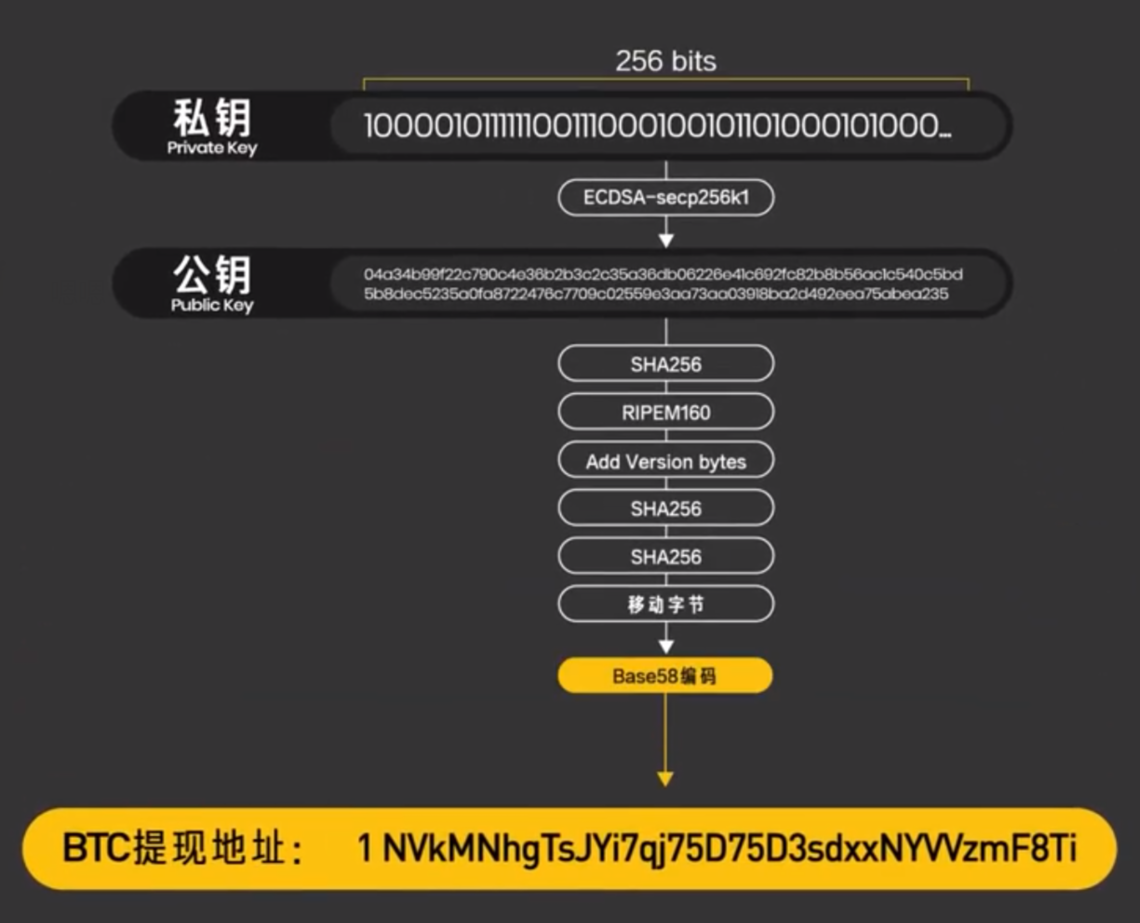 256 bits
私钥 100001011111100111000100101101000101000...
Private Key
ECDSA-secp256k1
公钥 04a34b99f22c790c4e36b2b3c2c35a36db06226e41c692fc82b8b56ac1c540c5bd
Public Key 5b8dec5235a0fa8722476c7709c02559e3aa73aa03918ba2d492eea75abea235
SHA256
RIPEM160
Add Version bytes
SHA256
SHA256
移动字节
Base58编码
BTC提现地址： 1 NVkMNhgTsJYi7qj75D75D3sdxxNYVVzmF8Ti